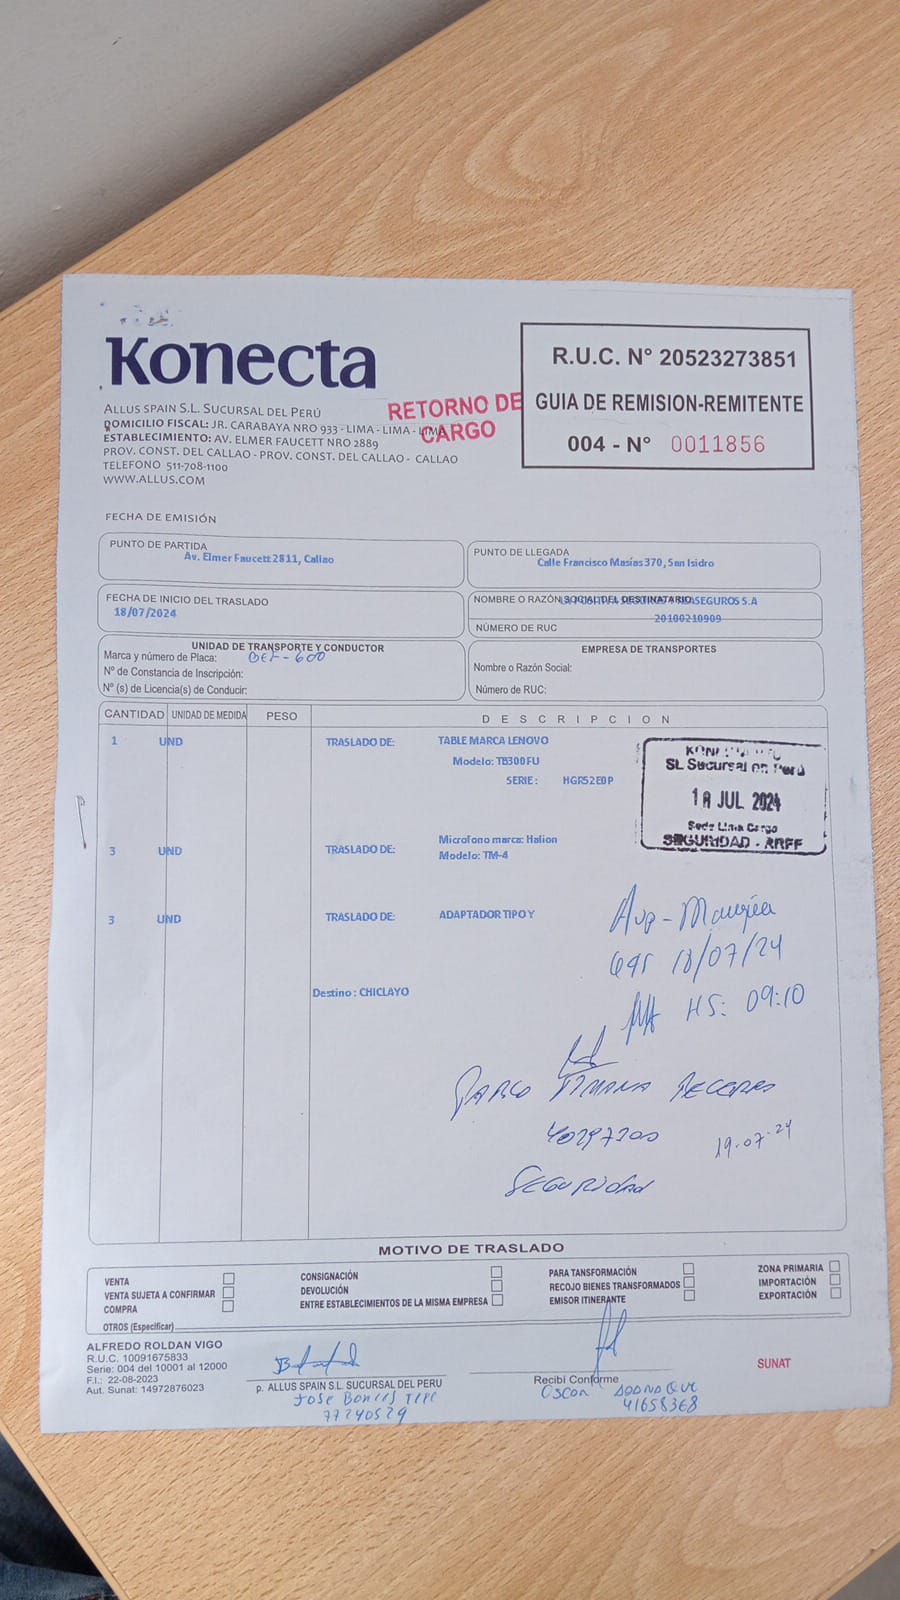 Konecta
ALLUS SPAIN S.L. SUCURSAL DEL PERÚ
DOMICILIO FISCAL: JR. CARABAYA NRO 933 - LIMA - LIMA - LIMA
ESTABLECIMIENTO: AV. ELMER FAUCETT NRO 2889
PROV. CONST. DEL CALLAO - PROV. CONST. DEL CALLAO - CALLAO
TELEFONO 511-708-1100
WWW.ALLUS.COM
RETORNO DE
CARGO
R.U.C. N° 20523273851
GUIA DE REMISION-REMITENTE
004 - N° 0011856
FECHA DE EMISIÓN
PUNTO DE PARTIDA
Av. Elmer Faucett 2811, Callao
PUNTO DE LLEGADA
Calle Francisco Masías 370, San Isidro
FECHA DE INICIO DEL TRASLADO
18/07/2024
NOMBRE O RAZÓN SOCIAL DEL DESTINATARIO
SEGUROS S.A
20100210909
NÚMERO DE RUC
UNIDAD DE TRANSPORTE Y CONDUCTOR
Marca y número de Placa: BEF-600
N° de Constancia de Inscripción:
N° (s) de Licencia(s) de Conducir:
EMPRESA DE TRANSPORTES
Nombre o Razón Social:
Número de RUC:
CANTIDAD UNIDAD DE MEDIDA PESO DESCRIPCION
1 UND TRASLADO DE: TABLE MARCA LENOVO
Modelo: TB300FU
SERIE: HGR52E0P
3 UND TRASLADO DE: Microfono marca: Halion
Modelo: TM-4
3 UND TRASLADO DE: ADAPTADOR TIPO Y
Destino : CHICLAYO
SL Sucursal en Perú
18 JUL 2024
Sede Lima Cargo
SEGURIDAD - RRFF
18/07/24
HS: 09:10
40297200
19-07-24
SEGURIDAD
MOTIVO DE TRASLADO
VENTA
VENTA SUJETA A CONFIRMAR
COMPRA
OTROS (Especificar)
CONSIGNACIÓN
DEVOLUCIÓN
ENTRE ESTABLECIMIENTOS DE LA MISMA EMPRESA
PARA TANSFORMACIÓN
RECOJO BIENES TRANSFORMADOS
EMISOR ITINERANTE
ZONA PRIMARIA
IMPORTACIÓN
EXPORTACIÓN
ALFREDO ROLDAN VIGO
R.U.C. 10091675833
Serie: 004 del 10001 al 12000
F.I.: 22-08-2023
Aut. Sunat: 14972876023
p. ALLUS SPAIN S.L. SUCURSAL DEL PERU
Jose
77240529
Recibí Conforme
Oscar
41658368
SUNAT